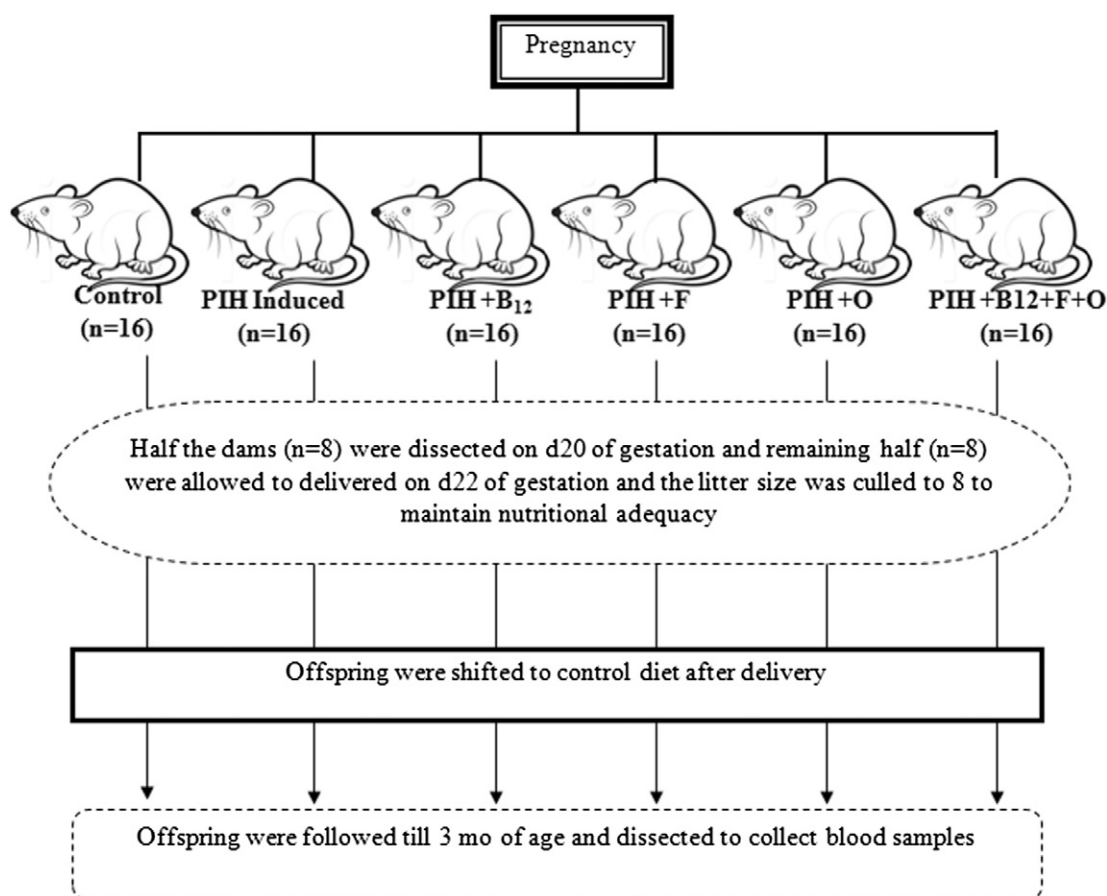 Pregnancy
Control
(n=16)
PIH Induced
(n=16)
PIH +B₁₂
(n=16)
PIH +F
(n=16)
PIH +O
(n=16)
PIH +B12+F+O
(n=16)
Half the dams (n=8) were dissected on d20 of gestation and remaining half (n=8)
were allowed to delivered on d22 of gestation and the litter size was culled to 8 to
maintain nutritional adequacy
Offspring were shifted to control diet after delivery
Offspring were followed till 3 mo of age and dissected to collect blood samples